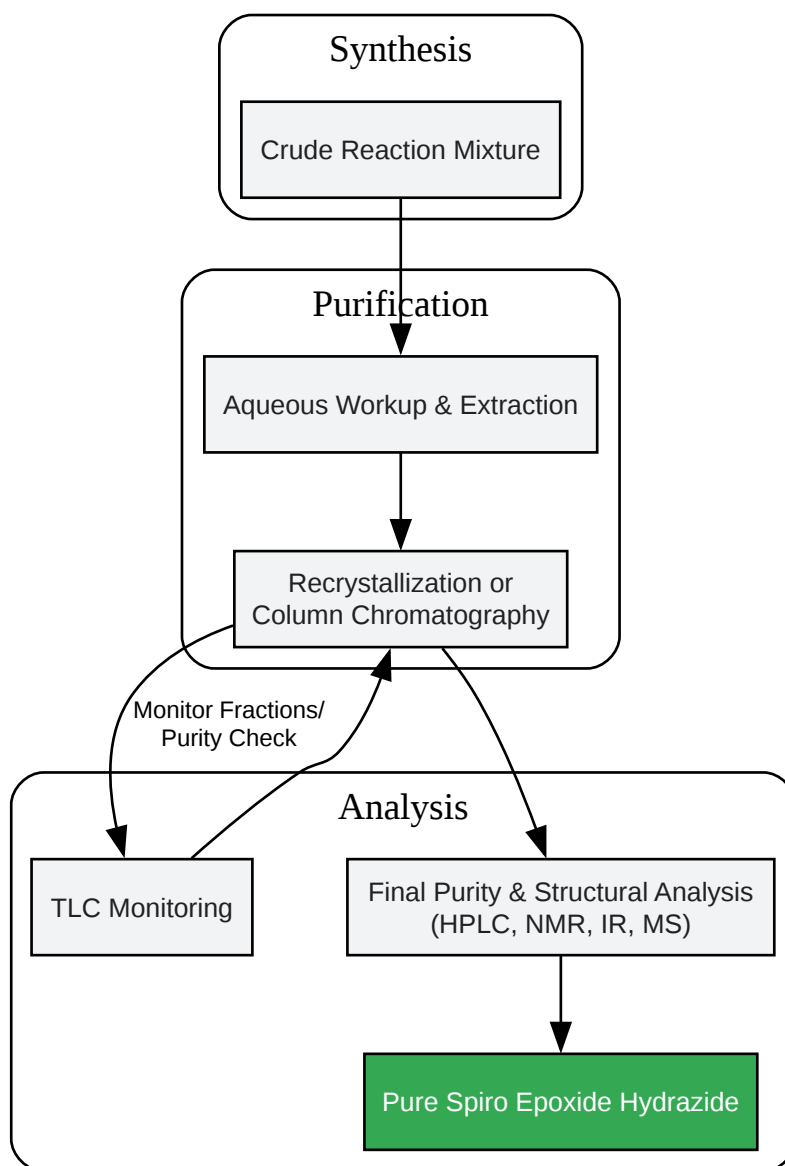 Synthesis
Crude Reaction Mixture
Purification
Aqueous Workup & Extraction
Recrystallization or
Column Chromatography
Monitor Fractions/
Purity Check
Analysis
TLC Monitoring
Final Purity & Structural Analysis
(HPLC, NMR, IR, MS)
Pure Spiro Epoxide Hydrazide